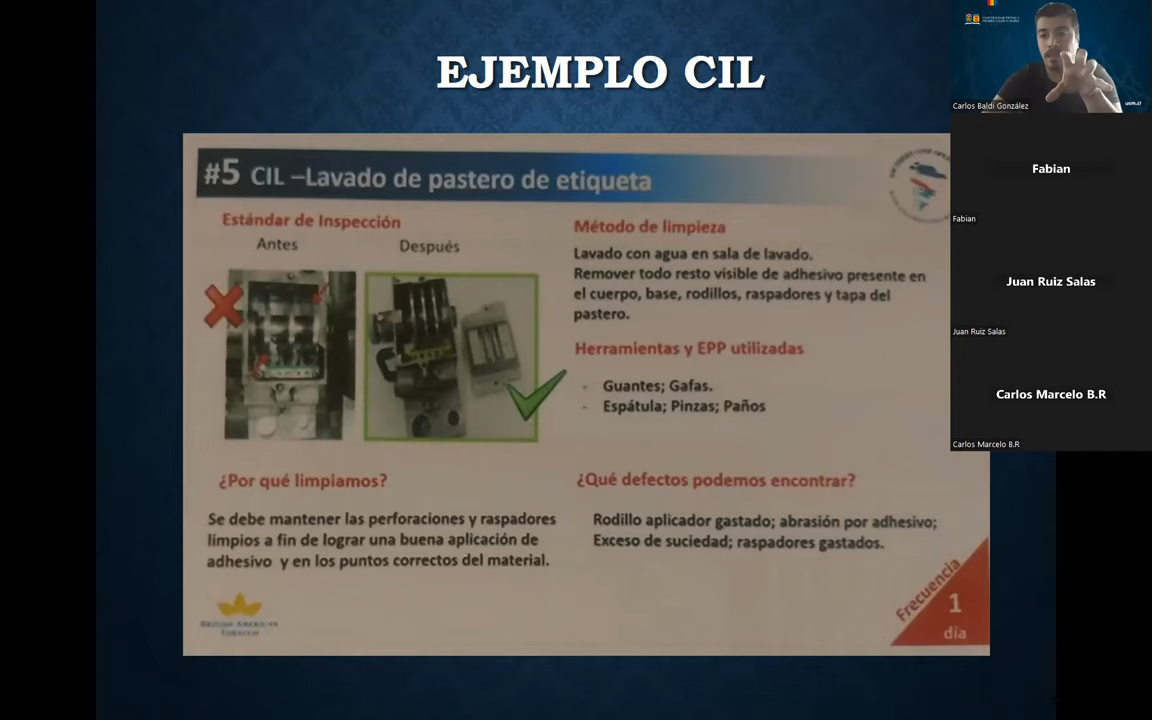 EJEMPLO CIL
#5 CIL –Lavado de pastero de etiqueta
Estándar de Inspección
Antes
Después
Método de limpieza
Lavado con agua en sala de lavado.
Remover todo resto visible de adhesivo presente en
el cuerpo, base, rodillos, raspadores y tapa del
pastero.
Herramientas y EPP utilizadas
- Guantes; Gafas.
- Espátula; Pinzas; Paños
¿Por qué limpiamos?
Se debe mantener las perforaciones y raspadores
limpios a fin de lograr una buena aplicación de
adhesivo y en los puntos correctos del material.
¿Qué defectos podemos encontrar?
Rodillo aplicador gastado; abrasión por adhesivo;
Exceso de suciedad; raspadores gastados.
Frecuencia
1
día
BRITISH AMERICAN
TOBACCO
usm.cl
Carlos Baldi González
Fabian
Fabian
Juan Ruiz Salas
Juan Ruiz Salas
Carlos Marcelo B.R
Carlos Marcelo B.R